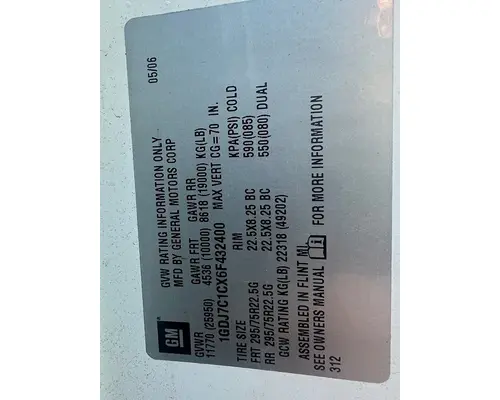 GM
GVW RATING INFORMATION ONLY 05/06
MFD BY GENERAL MOTORS CORP
GVWR GAWR FRT GAWR RR
11770 (25950) 4536 (10000) 8618 (19000) KG(LB)
1GDJ7C1CX6F432400 MAX VERT CG=70 IN.
TIRE SIZE RIM KPA(PSI) COLD
FRT 295/75R22.5G 22.5X8.25 BC 590(085)
RR 295/75R22.5G 22.5X8.25 BC 550(080) DUAL
GCW RATING KG(LB) 22318 (49202)
ASSEMBLED IN FLINT MI.
SEE OWNERS MANUAL FOR MORE INFORMATION
312